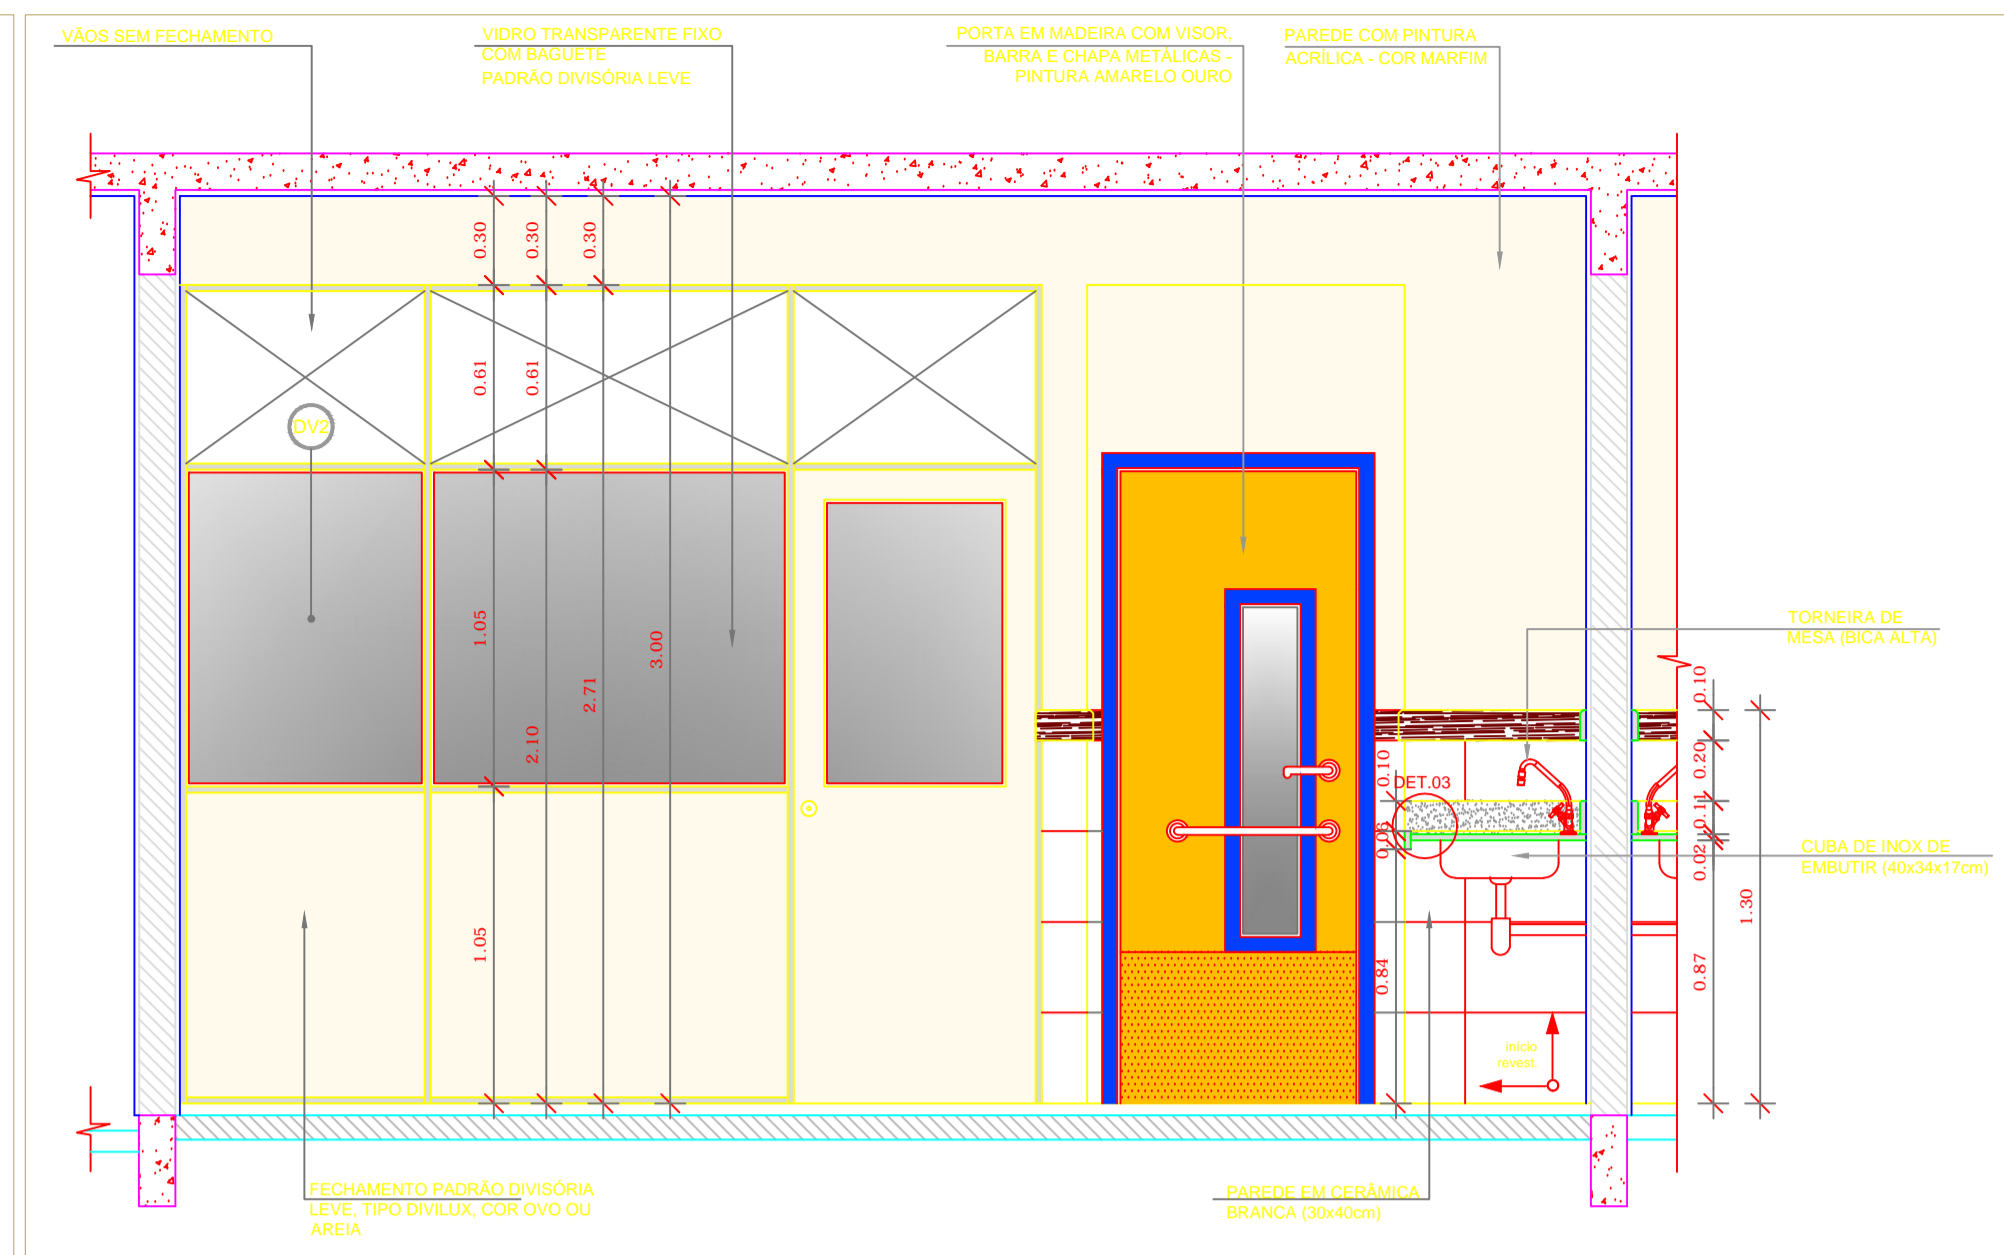 VÃOS SEM FECHAMENTO
VIDRO TRANSPARENTE FIXO
COM BAGUETE
PADRÃO DIVISÓRIA LEVE
PORTA EM MADEIRA COM VISOR,
BARRA E CHAPA METÁLICAS -
PINTURA AMARELO OURO
PAREDE COM PINTURA
ACRÍLICA - COR MARFIM
0.30
0.30
0.30
0.61
0.61
DV2
1.05
2.10
2.71
3.00
1.05
TORNEIRA DE
MESA (BICA ALTA)
0.10
0.20
0.11
0.02
0.87
1.30
0.10
DET.03
0.06
0.84
CUBA DE INOX DE
EMBUTIR (40x34x17cm)
início
revest.
FECHAMENTO PADRÃO DIVISÓRIA
LEVE, TIPO DIVILUX, COR OVO OU
AREIA
PAREDE EM CERÂMICA
BRANCA (30x40cm)